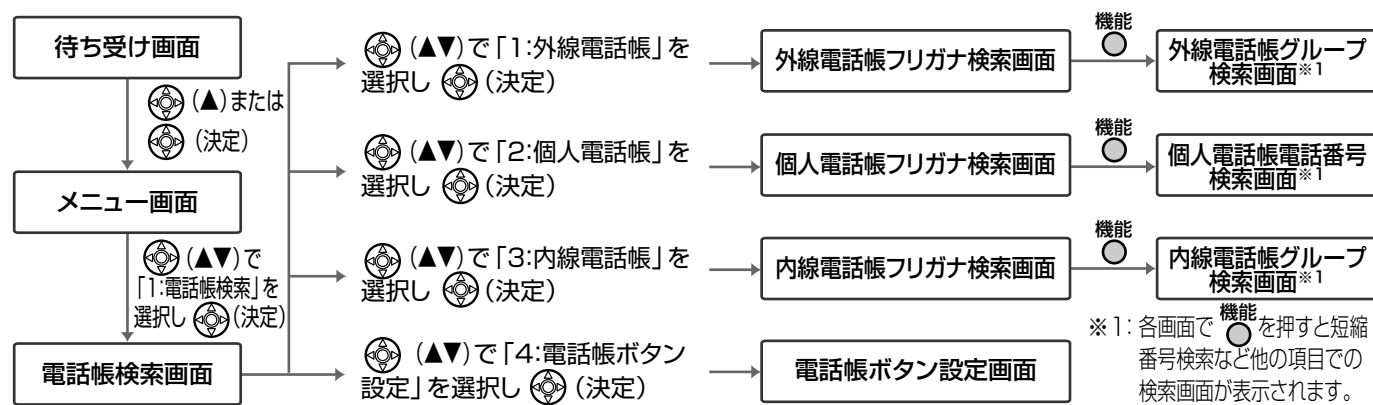 待ち受け画面
(▲)または
(決定)
メニュー画面
(▲▼)で
「1:電話帳検索」を
選択し (決定)
電話帳検索画面
(▲▼)で「1:外線電話帳」を
選択し (決定)
外線電話帳フリガナ検索画面
機能
外線電話帳グループ
検索画面※1
(▲▼)で「2:個人電話帳」を
選択し (決定)
個人電話帳フリガナ検索画面
機能
個人電話帳電話番号
検索画面※1
(▲▼)で「3:内線電話帳」を
選択し (決定)
内線電話帳フリガナ検索画面
機能
内線電話帳グループ
検索画面※1
(▲▼)で「4:電話帳ボタン
設定」を選択し (決定)
電話帳ボタン設定画面
※1: 各画面で 機能 を押すと短縮
番号検索など他の項目での
検索画面が表示されます。